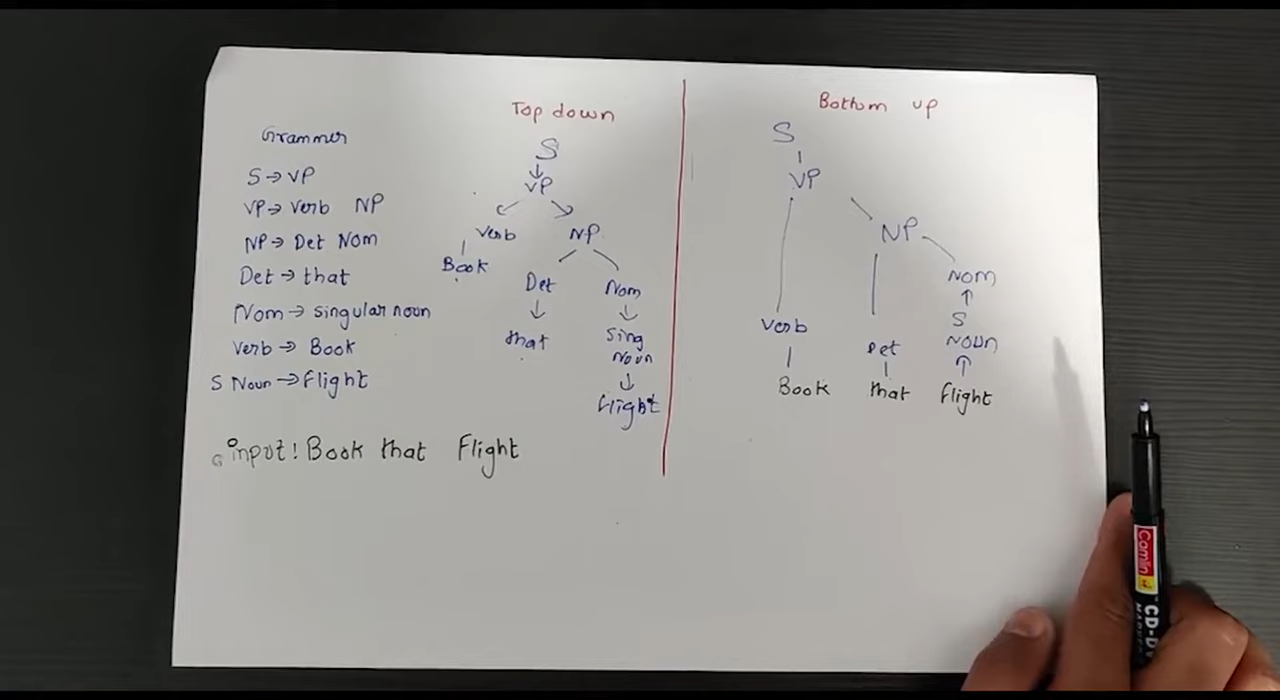 Grammer
S → VP
VP → Verb NP
NP → Det Nom
Det → that
Nom → singular noun
Verb → Book
S Noun → Flight
input! Book that Flight
Top down
S
VP
Verb NP
Book
Det Nom
that
Sing
Noun
Flight
Bottom up
S
VP
NP
Nom
S
Verb
Noun
Det
Book that flight
Camlin
CD-D
MARKER